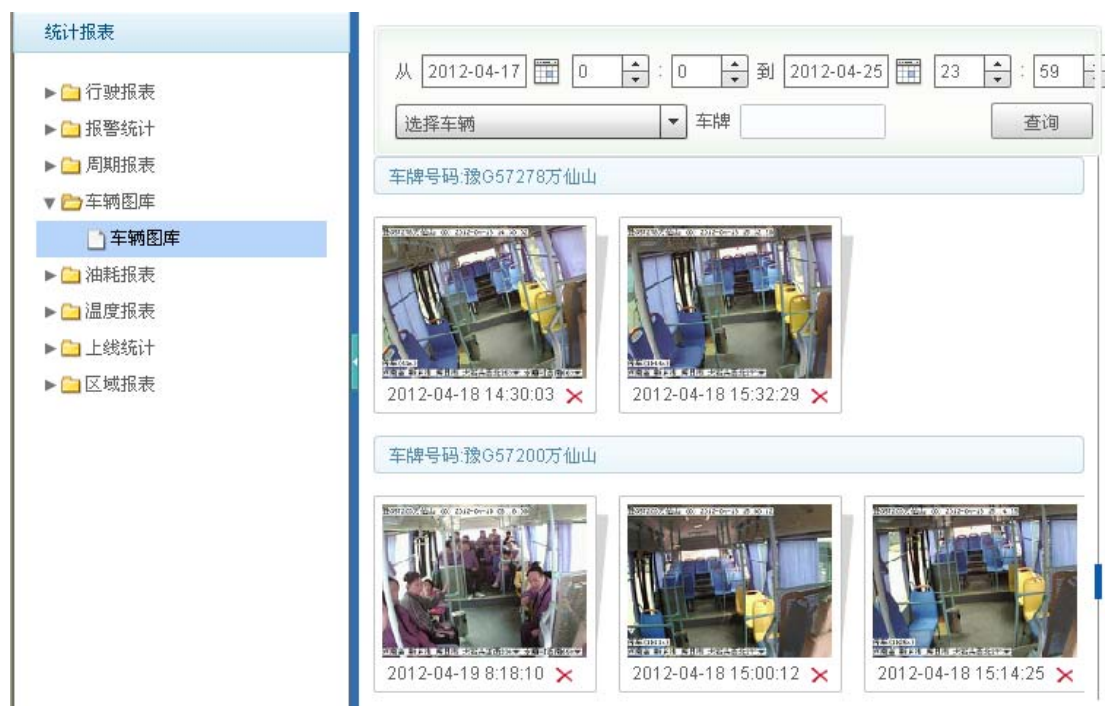 统计报表
行驶报表
报警统计
周期报表
车辆图库
车辆图库
油耗报表
温度报表
上线统计
区域报表
从 2012-04-17 0 : 0 到 2012-04-25 23 : 59
选择车辆 车牌 查询
车牌号码:豫G57278万仙山
2012-04-18 14:30:03
2012-04-18 15:32:29
车牌号码:豫G57200万仙山
2012-04-19 8:18:10
2012-04-18 15:00:12
2012-04-18 15:14:25